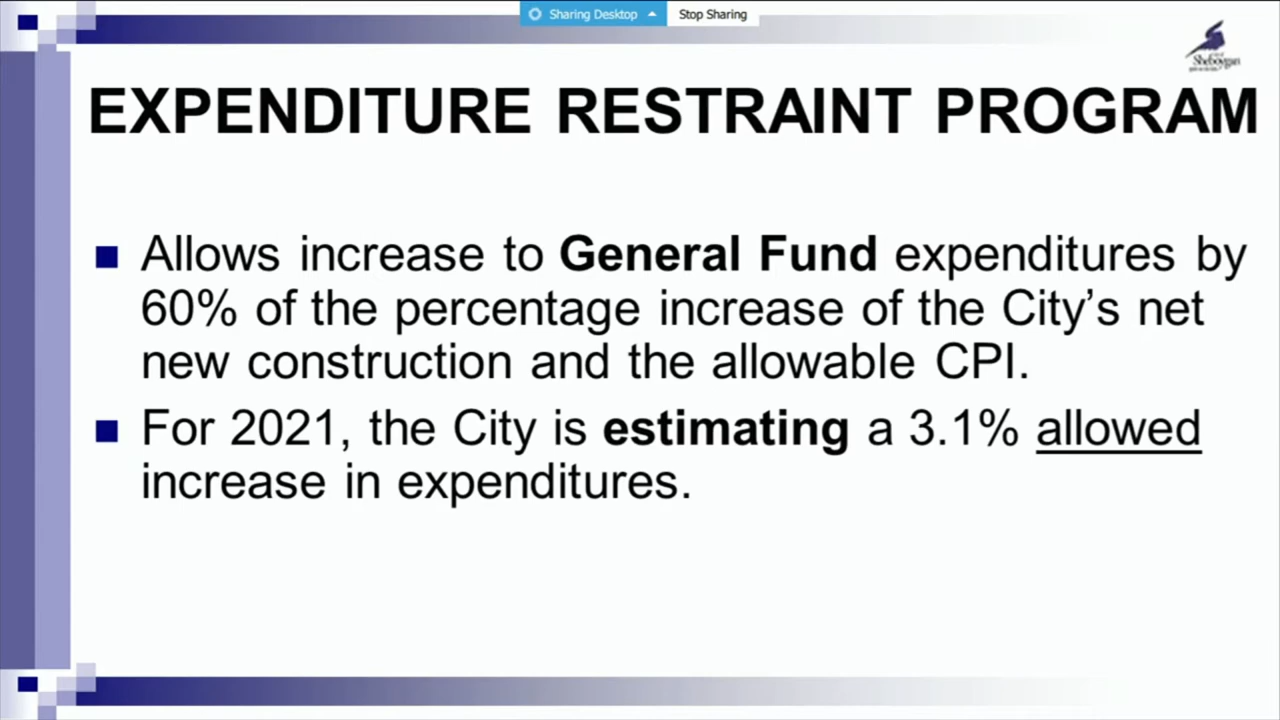 Sharing Desktop Stop Sharing
Sheboygan
EXPENDITURE RESTRAINT PROGRAM
Allows increase to General Fund expenditures by
60% of the percentage increase of the City's net
new construction and the allowable CPI.
For 2021, the City is estimating a 3.1% allowed
increase in expenditures.